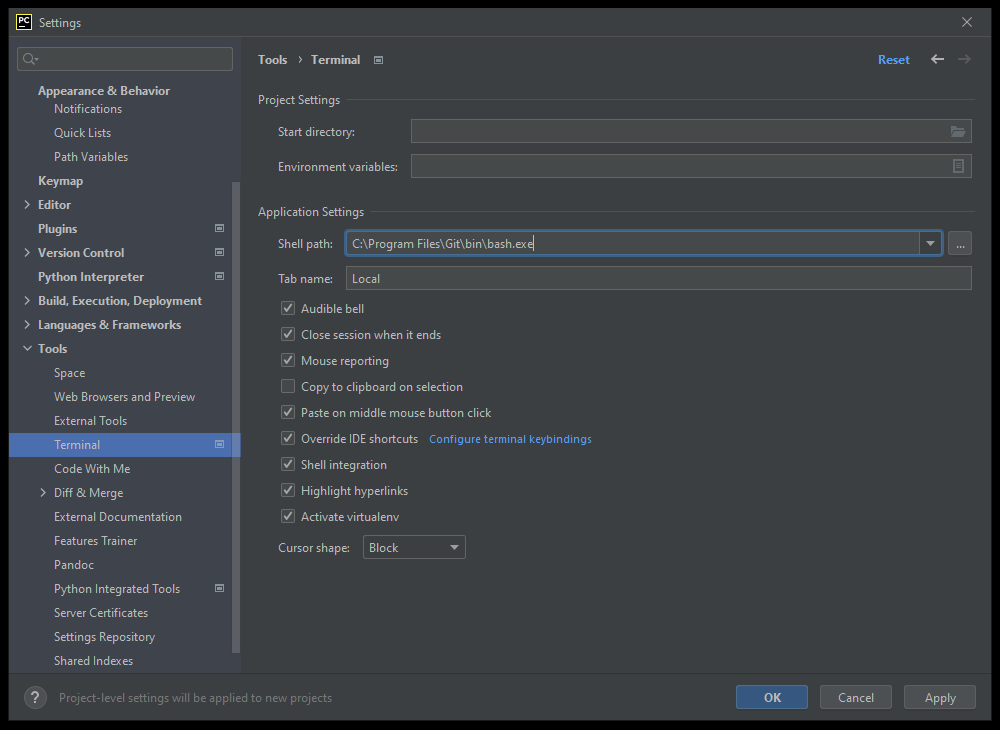 PC Settings
Appearance & Behavior
Notifications
Quick Lists
Path Variables
Keymap
Editor
Plugins
Version Control
Python Interpreter
Build, Execution, Deployment
Languages & Frameworks
Tools
Space
Web Browsers and Preview
External Tools
Terminal
Code With Me
Diff & Merge
External Documentation
Features Trainer
Pandoc
Python Integrated Tools
Server Certificates
Settings Repository
Shared Indexes
Tools › Terminal Reset
Project Settings
Start directory:
Environment variables:
Application Settings
Shell path: C:\Program Files\Git\bin\bash.exe ...
Tab name: Local
Audible bell
Close session when it ends
Mouse reporting
Copy to clipboard on selection
Paste on middle mouse button click
Override IDE shortcuts Configure terminal keybindings
Shell integration
Highlight hyperlinks
Activate virtualenv
Cursor shape: Block
? Project-level settings will be applied to new projects
OK Cancel Apply